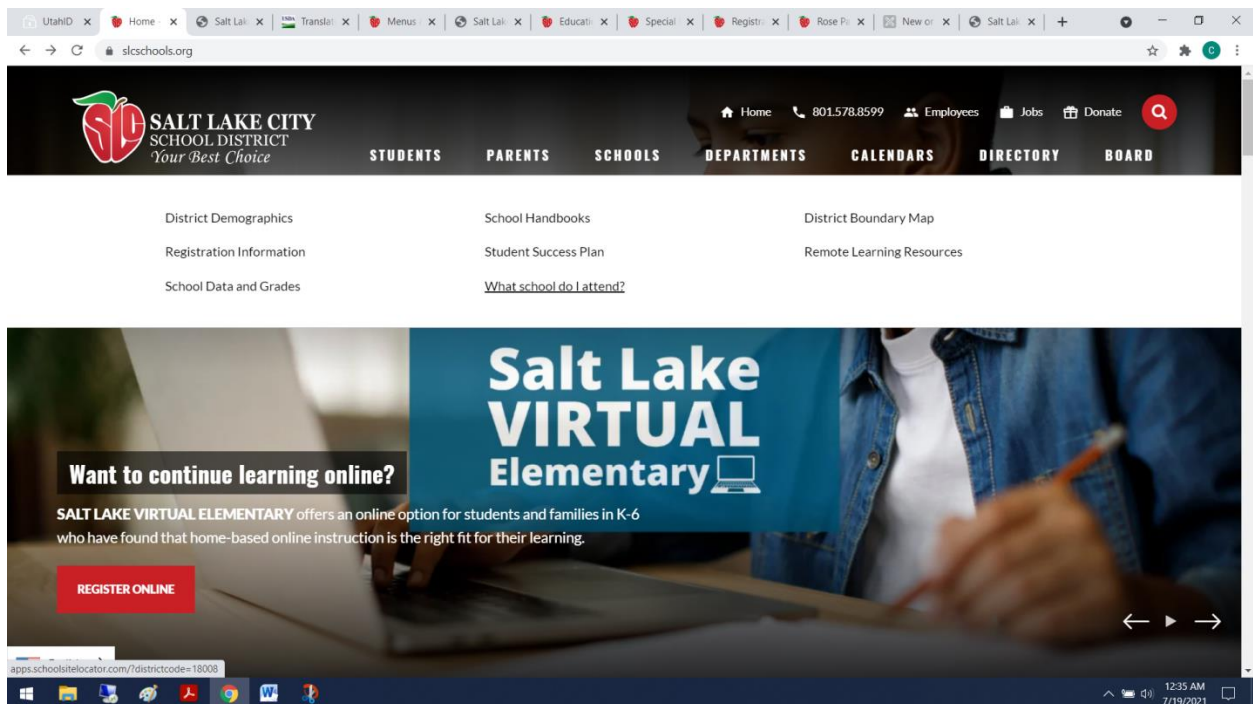 UtahID
Home -
Salt Lak
Translat
Menus
Salt Lak
Educati
Special
Registra
Rose Pa
New or
Salt Lak
slcschools.org
C
Home
801.578.8599
Employees
Jobs
Donate
SALT LAKE CITY
SCHOOL DISTRICT
Your Best Choice
STUDENTS
PARENTS
SCHOOLS
DEPARTMENTS
CALENDARS
DIRECTORY
BOARD
District Demographics
School Handbooks
District Boundary Map
Registration Information
Student Success Plan
Remote Learning Resources
School Data and Grades
What school do I attend?
Salt Lake
VIRTUAL
Elementary
Want to continue learning online?
SALT LAKE VIRTUAL ELEMENTARY offers an online option for students and families in K-6
who have found that home-based online instruction is the right fit for their learning.
REGISTER ONLINE
apps.schoolsitelocator.com/?districtcode=18008
12:35 AM
7/19/2021